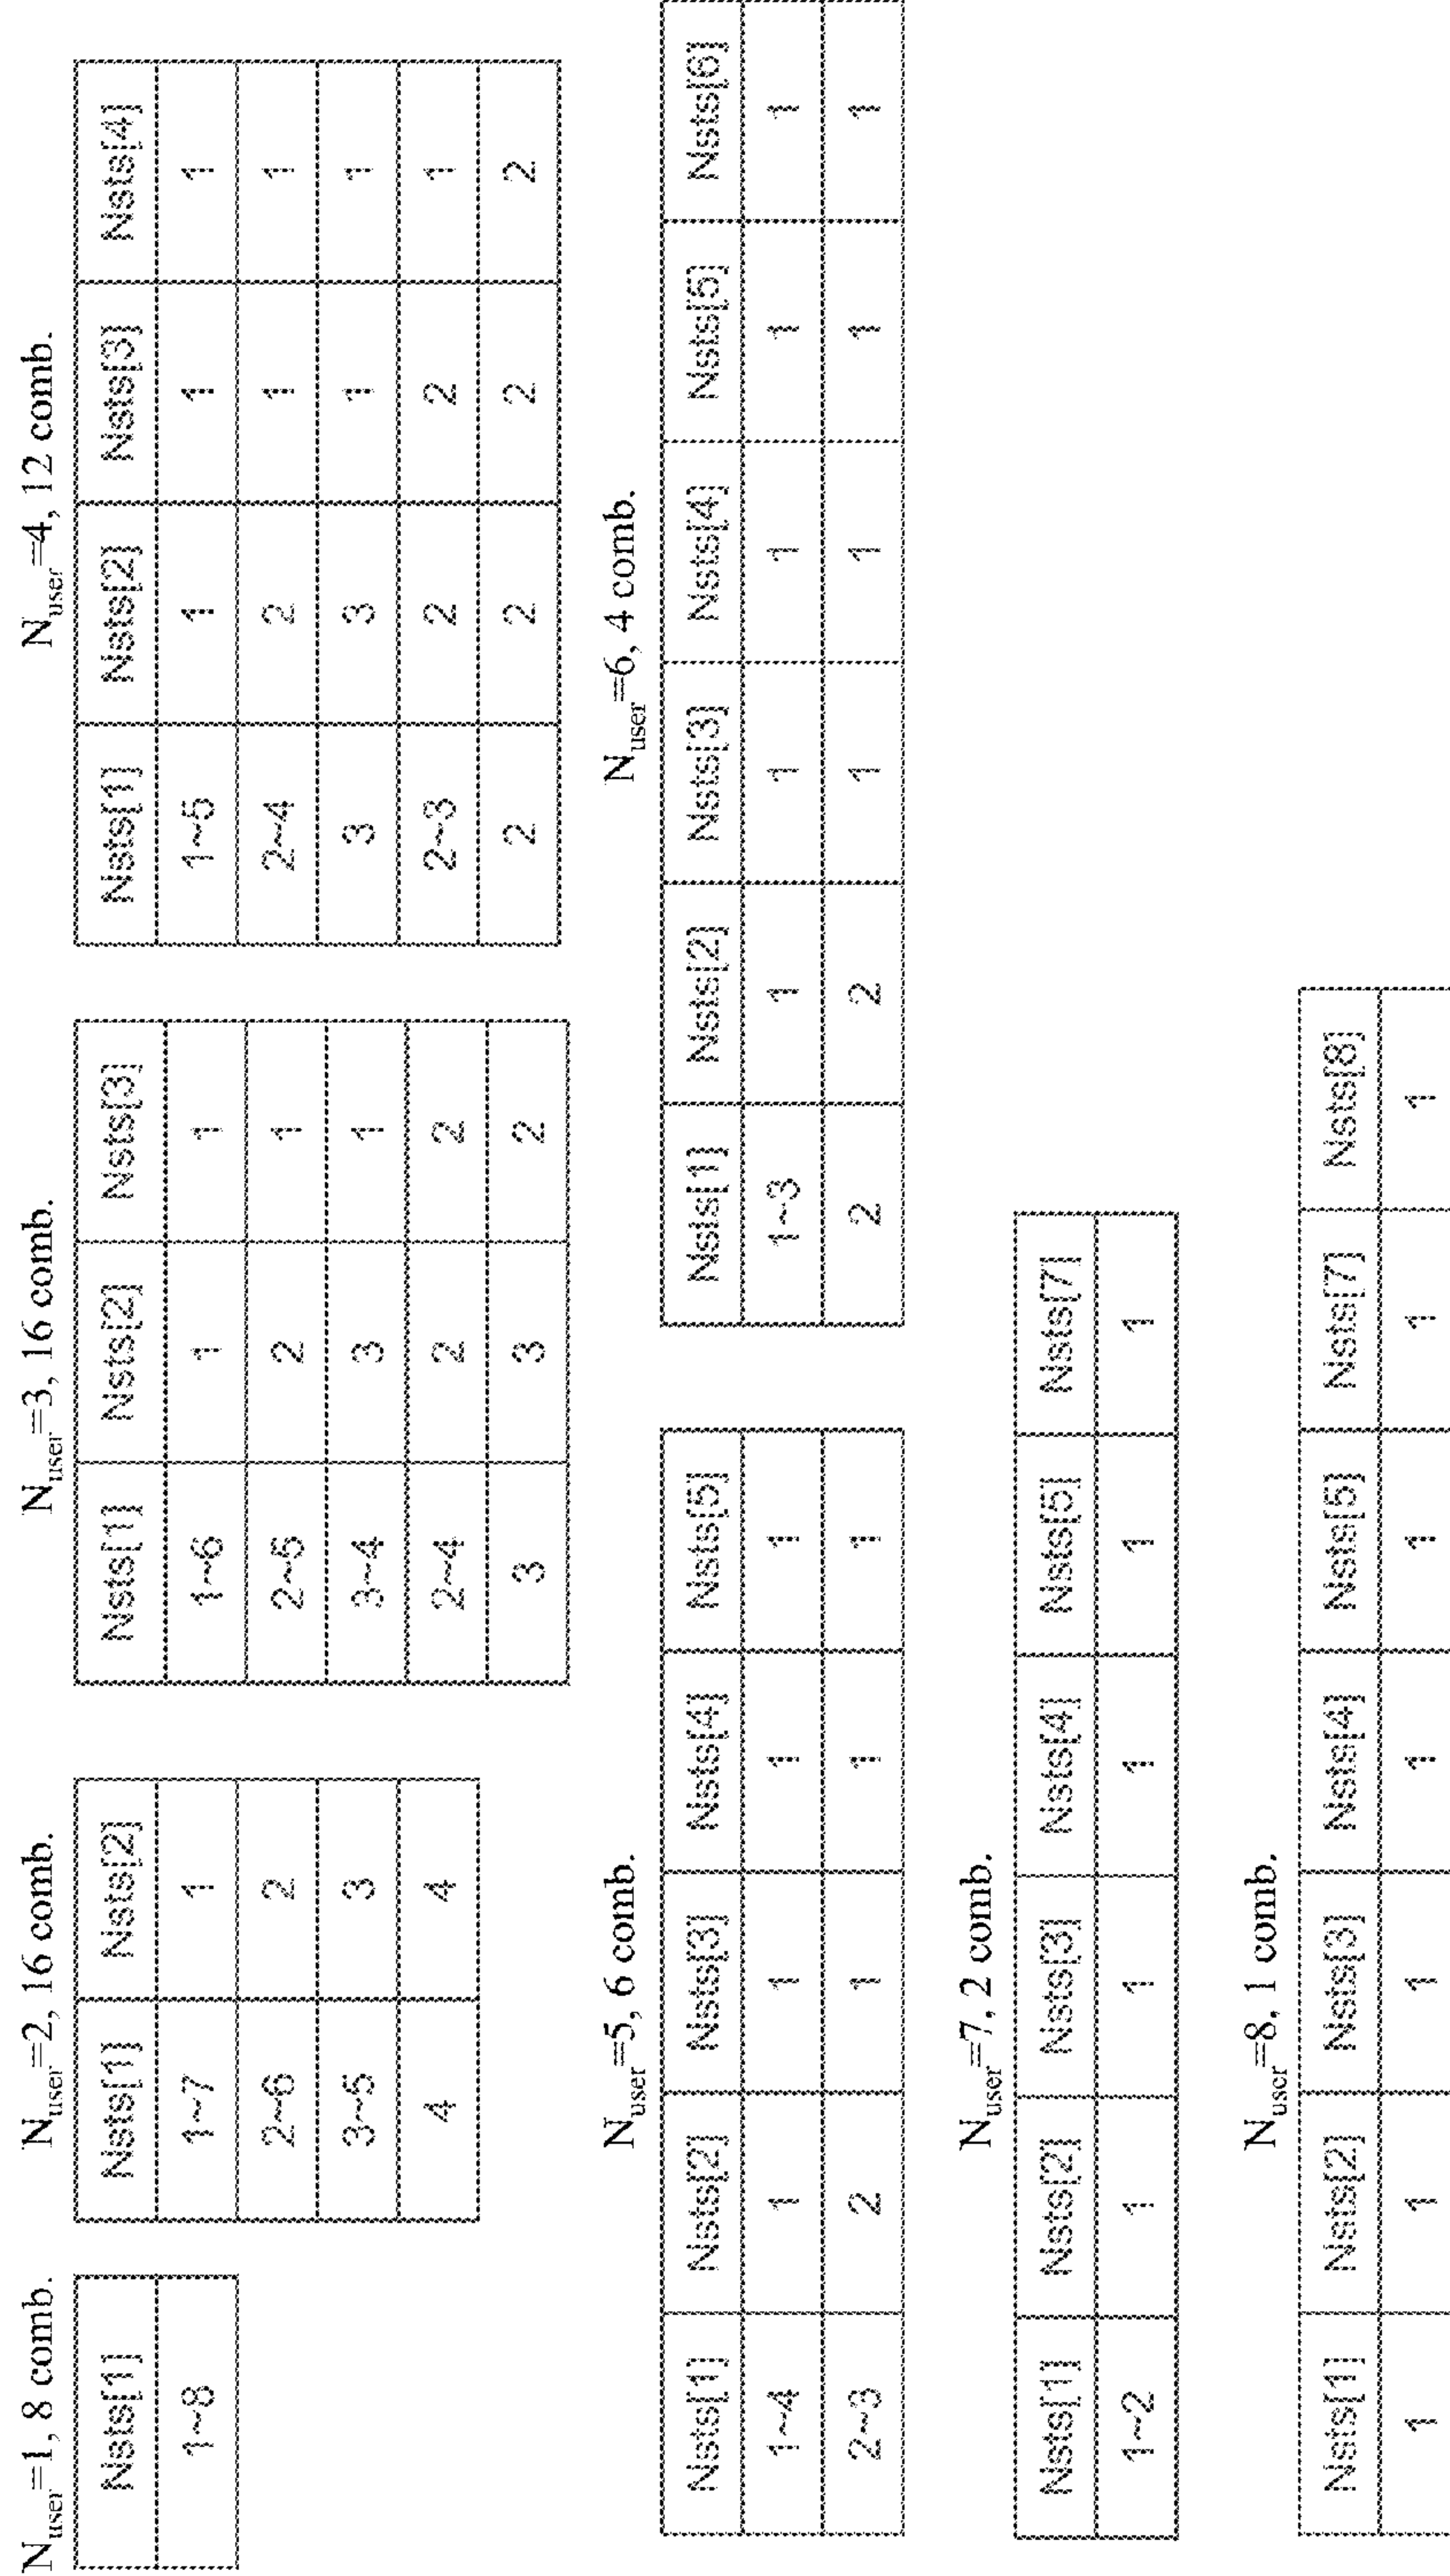 N_user=1, 8 comb.
Nsts[1]
1~8
N_user=2, 16 comb.
Nsts[1] Nsts[2]
1~7 1
2~6 2
3~5 3
4 4
N_user=3, 16 comb.
Nsts[1] Nsts[2] Nsts[3]
1~6 1 1
2~5 2 1
3~4 3 1
2~4 2 2
3 3 2
N_user=4, 12 comb.
Nsts[1] Nsts[2] Nsts[3] Nsts[4]
1~5 1 1 1
2~4 2 1 1
3 3 1 1
2~3 2 2 1
2 2 2 2
N_user=5, 6 comb.
Nsts[1] Nsts[2] Nsts[3] Nsts[4] Nsts[5]
1~4 1 1 1 1
2~3 2 1 1 1
N_user=6, 4 comb.
Nsts[1] Nsts[2] Nsts[3] Nsts[4] Nsts[5] Nsts[6]
1~3 1 1 1 1 1
2 2 1 1 1 1
N_user=7, 2 comb.
Nsts[1] Nsts[2] Nsts[3] Nsts[4] Nsts[5] Nsts[7]
1~2 1 1 1 1 1
N_user=8, 1 comb.
Nsts[1] Nsts[2] Nsts[3] Nsts[4] Nsts[5] Nsts[7] Nsts[8]
1 1 1 1 1 1 1